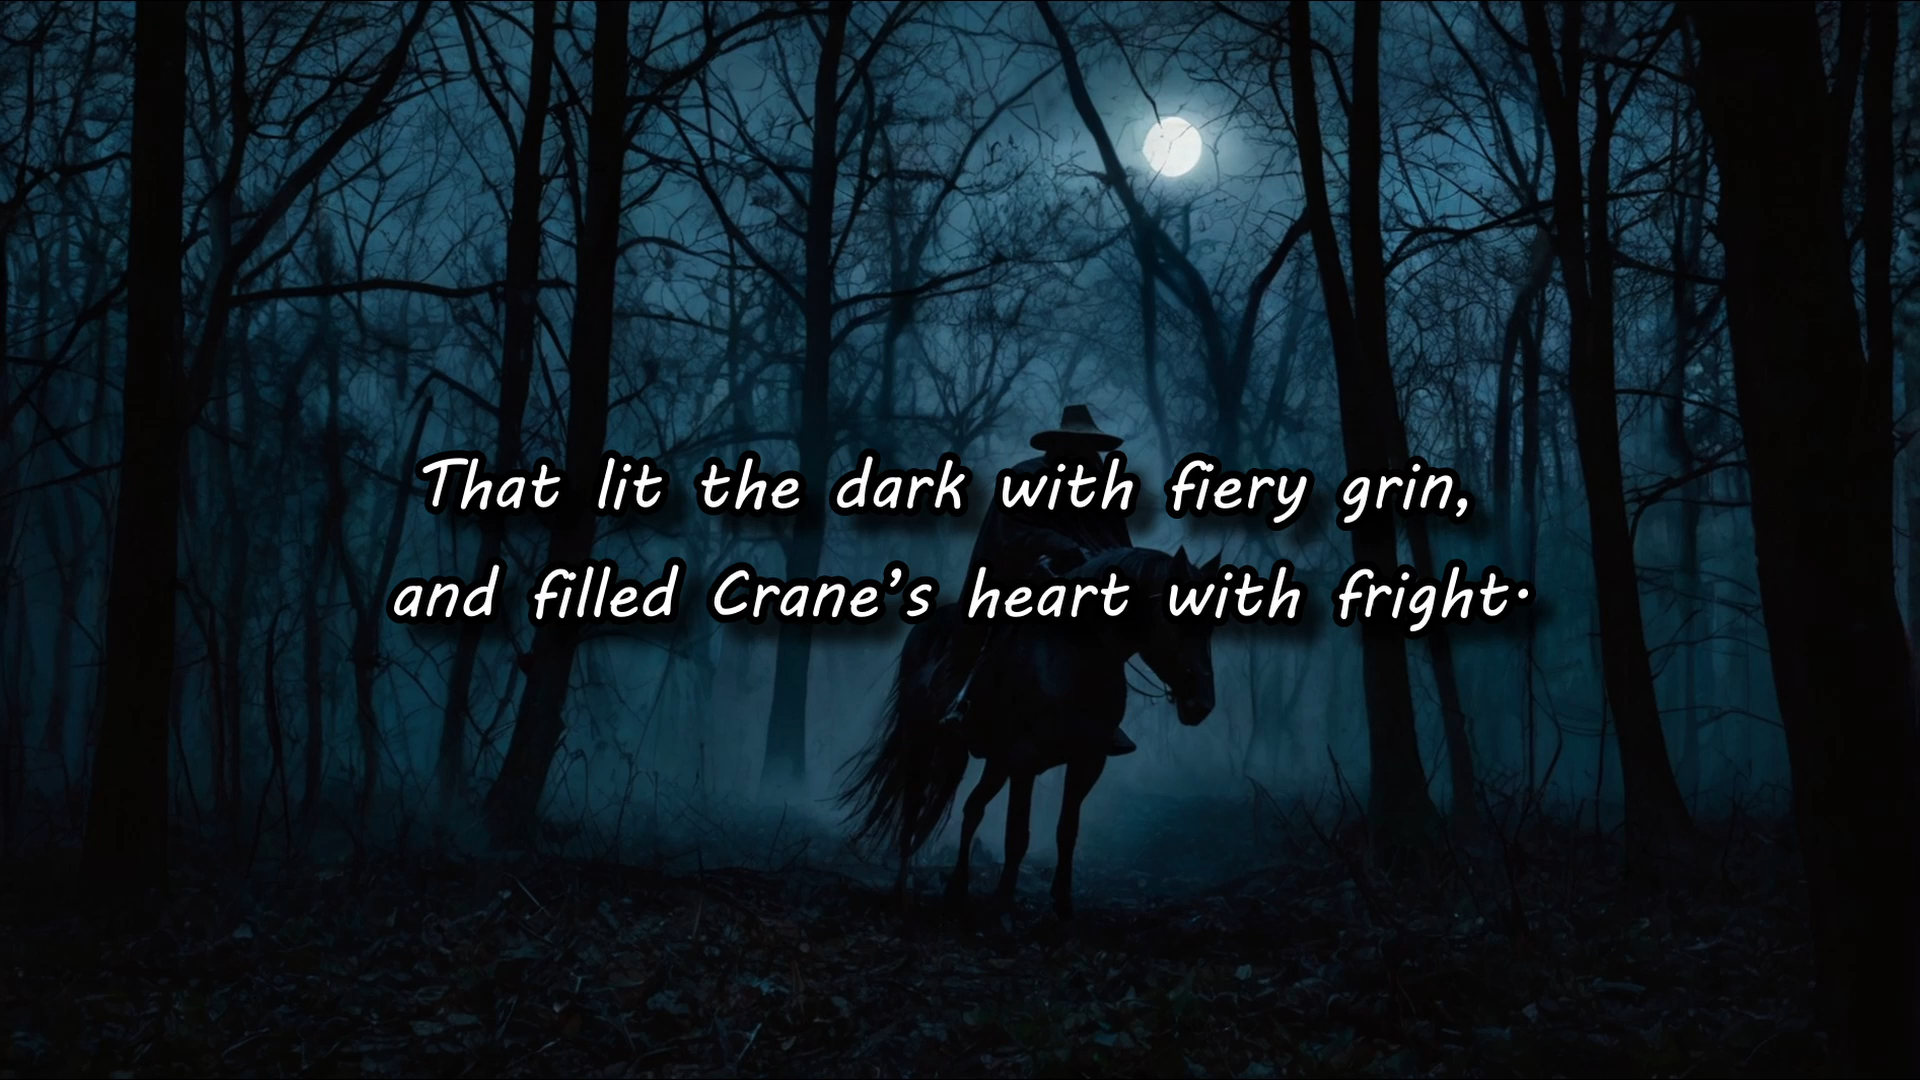 That lit the dark with fiery grin,
and filled Crane’s heart with fright.